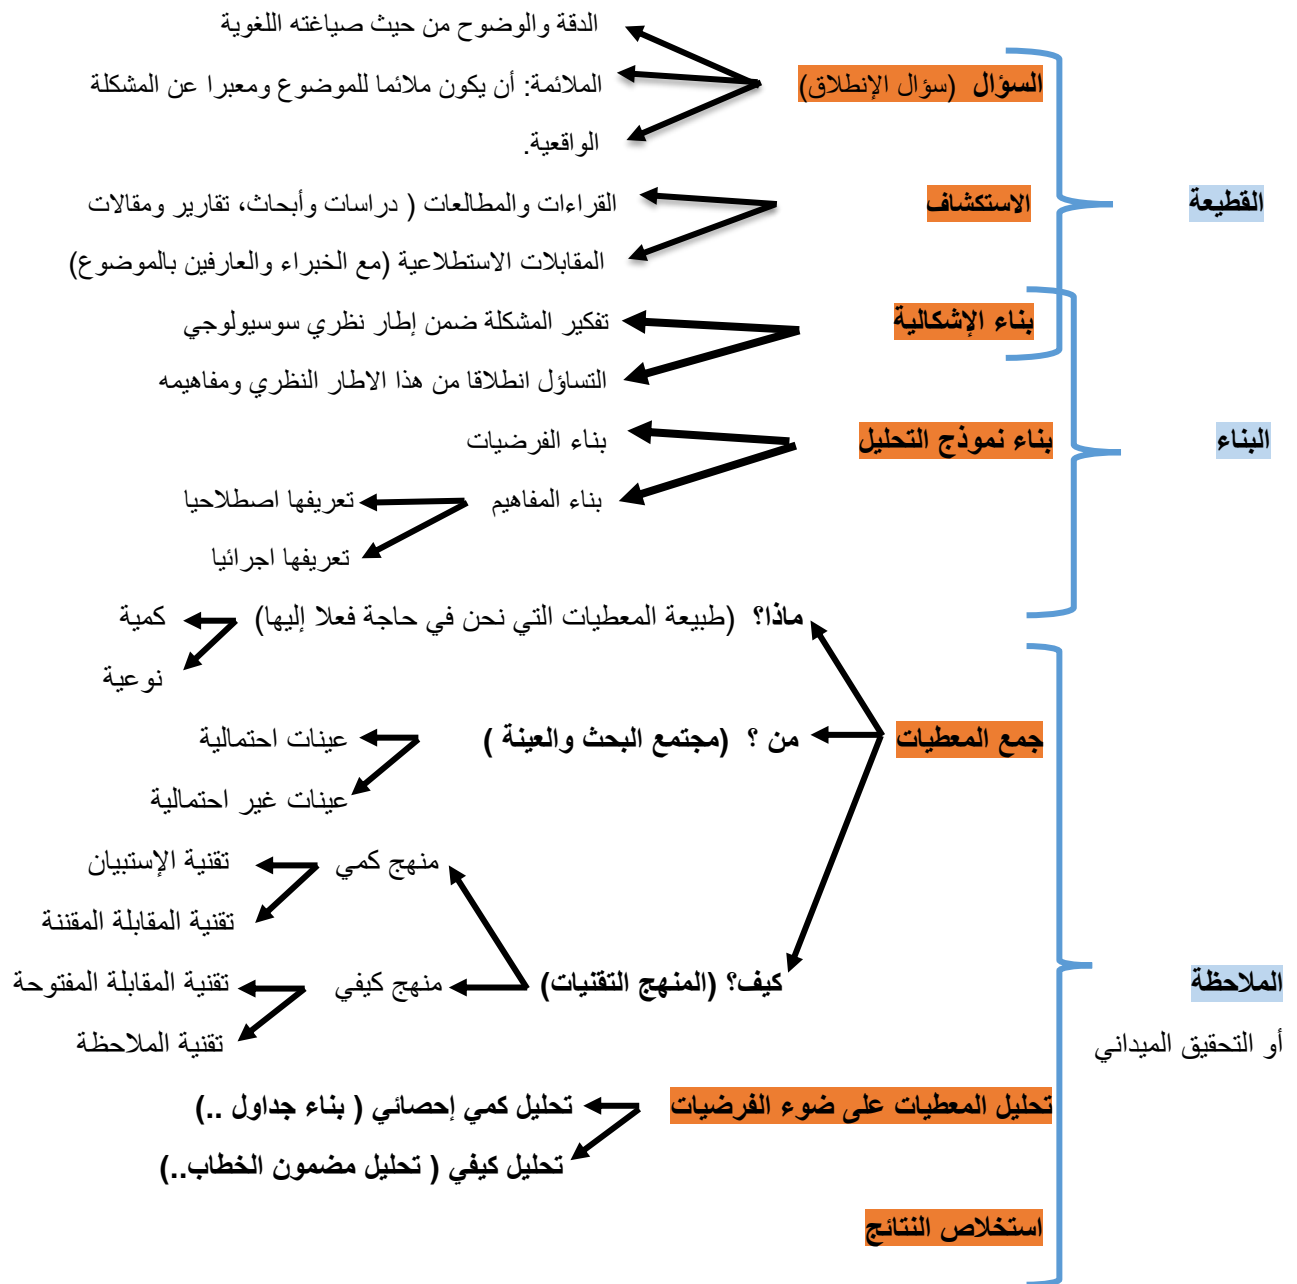 الدقة والوضوح من حيث صياغته اللغوية
السؤال (سؤال الإنطلاق) الملائمة: أن يكون ملائما للموضوع ومعبرا عن المشكلة
الواقعية.
القطيعة الاستكشاف القراءات والمطالعات ( دراسات وأبحاث، تقارير ومقالات
المقابلات الاستطلاعية (مع الخبراء والعارفين بالموضوع)
بناء الإشكالية تفكير المشكلة ضمن إطار نظري سوسيولوجي
التساؤل انطلاقا من هذا الاطار النظري ومفاهيمه
البناء بناء نموذج التحليل بناء الفرضيات
بناء المفاهيم تعريفها اصطلاحيا
تعريفها اجرائيا
ماذا؟ (طبيعة المعطيات التي نحن في حاجة فعلا إليها) كمية
نوعية
جمع المعطيات من ؟ (مجتمع البحث والعينة ) عينات احتمالية
عينات غير احتمالية
منهج كمي تقنية الإستبيان
تقنية المقابلة المقننة
الملاحظة كيف؟ (المنهج التقنيات) منهج كيفي تقنية المقابلة المفتوحة
أو التحقيق الميداني تقنية الملاحظة
تحليل المعطيات على ضوء الفرضيات تحليل كمي إحصائي ( بناء جداول ..)
تحليل كيفي ( تحليل مضمون الخطاب..)
استخلاص النتائج